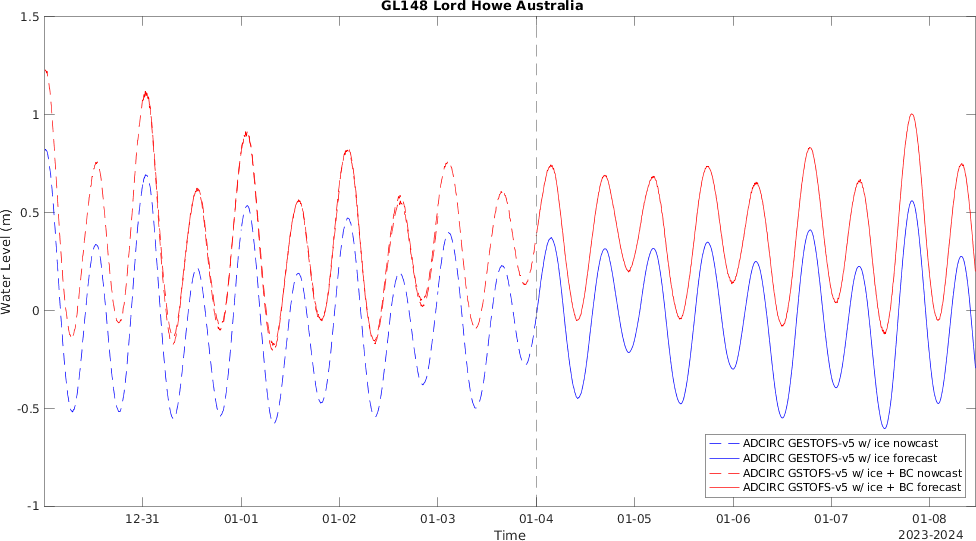 GL148 Lord Howe Australia
1.5
1
0.5
0
-0.5
-1
Water Level (m)
12-31 01-01 01-02 01-03 01-04 01-05 01-06 01-07 01-08
Time
2023-2024
ADCIRC GESTOFS-v5 w/ ice nowcast
ADCIRC GESTOFS-v5 w/ ice forecast
ADCIRC GSTOFS-v5 w/ ice + BC nowcast
ADCIRC GSTOFS-v5 w/ ice + BC forecast